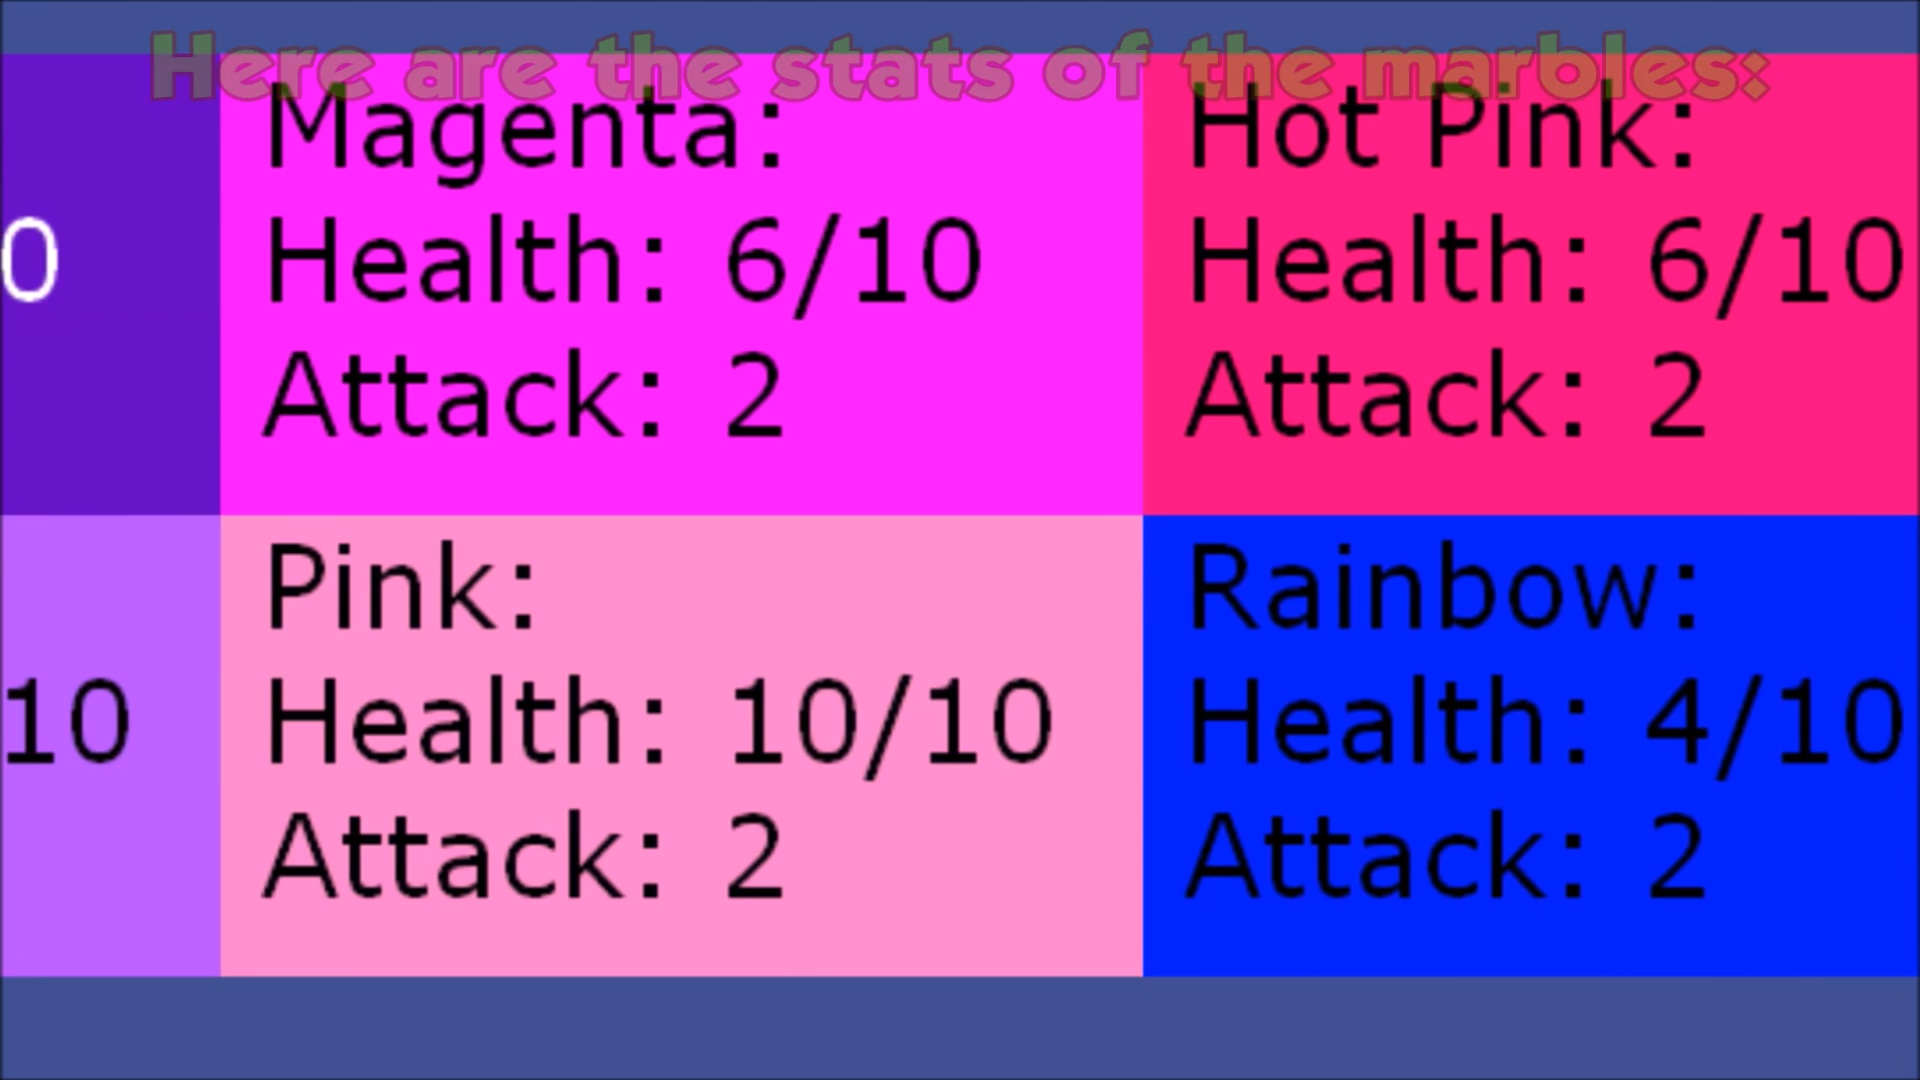 Here are the stats of the marbles:
0
Magenta:
Health: 6/10
Attack: 2
Hot Pink:
Health: 6/10
Attack: 2
10
Pink:
Health: 10/10
Attack: 2
Rainbow:
Health: 4/10
Attack: 2